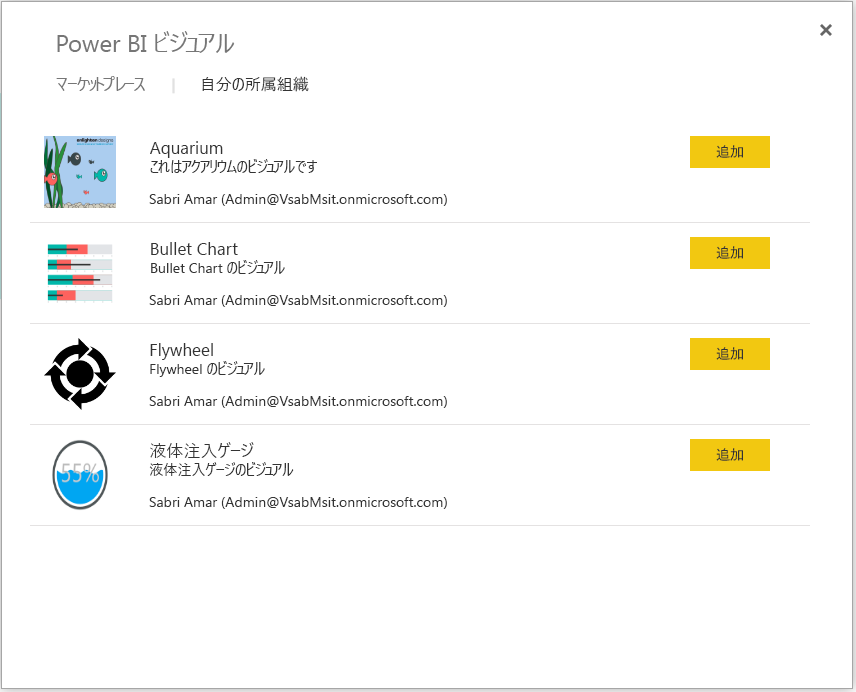 Power BI ビジュアル
マーケットプレース | 自分の所属組織
enlighten designs
Aquarium
追加
これはアクアリウムのビジュアルです
Sabri Amar (Admin@VsabMsit.onmicrosoft.com)
Bullet Chart
追加
Bullet Chart のビジュアル
Sabri Amar (Admin@VsabMsit.onmicrosoft.com)
Flywheel
追加
Flywheel のビジュアル
Sabri Amar (Admin@VsabMsit.onmicrosoft.com)
液体注入ゲージ
追加
55%
液体注入ゲージのビジュアル
Sabri Amar (Admin@VsabMsit.onmicrosoft.com)